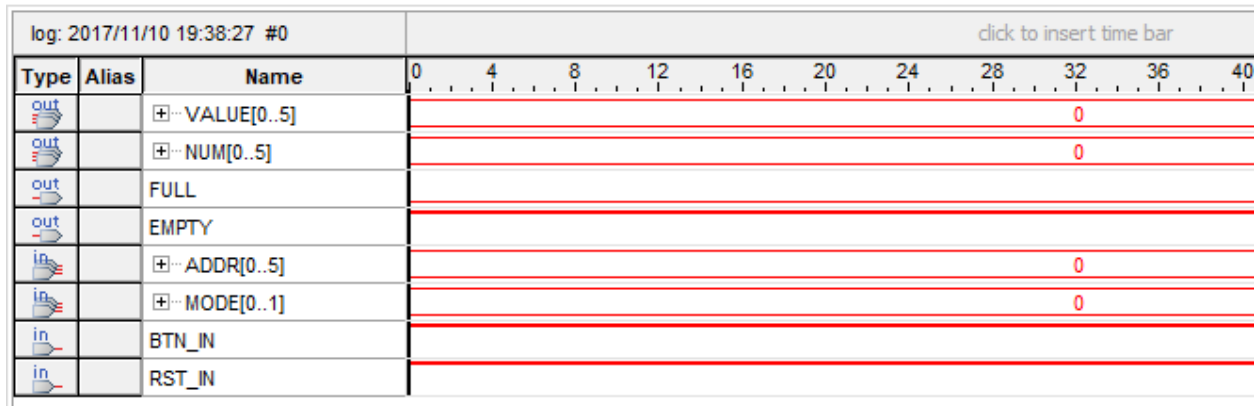 log: 2017/11/10 19:38:27 #0 click to insert time bar
Type Alias Name 0 4 8 12 16 20 24 28 32 36 40
out VALUE[0..5] 0
out NUM[0..5] 0
out FULL
out EMPTY
in ADDR[0..5] 0
in MODE[0..1] 0
in BTN_IN
in RST_IN